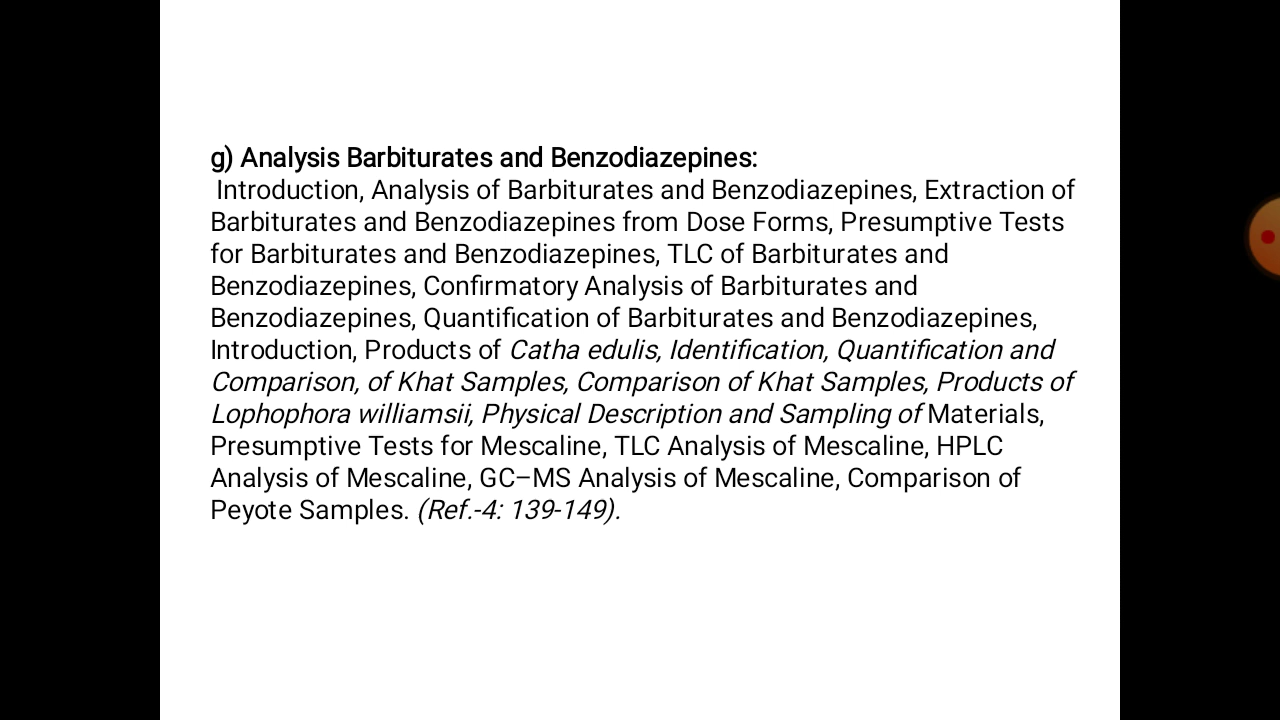 g) Analysis Barbiturates and Benzodiazepines:
Introduction, Analysis of Barbiturates and Benzodiazepines, Extraction of
Barbiturates and Benzodiazepines from Dose Forms, Presumptive Tests
for Barbiturates and Benzodiazepines, TLC of Barbiturates and
Benzodiazepines, Confirmatory Analysis of Barbiturates and
Benzodiazepines, Quantification of Barbiturates and Benzodiazepines,
Introduction, Products of Catha edulis, Identification, Quantification and
Comparison, of Khat Samples, Comparison of Khat Samples, Products of
Lophophora williamsii, Physical Description and Sampling of Materials,
Presumptive Tests for Mescaline, TLC Analysis of Mescaline, HPLC
Analysis of Mescaline, GC–MS Analysis of Mescaline, Comparison of
Peyote Samples. (Ref.-4: 139-149).